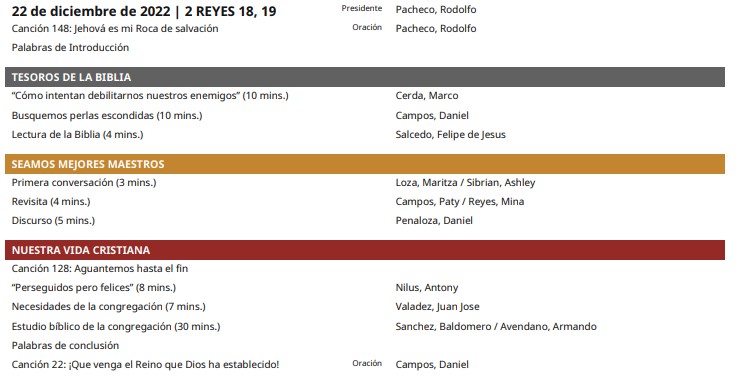 22 de diciembre de 2022 | 2 REYES 18, 19 Presidente Pacheco, Rodolfo
Canción 148: Jehová es mi Roca de salvación Oración Pacheco, Rodolfo
Palabras de Introducción
TESOROS DE LA BIBLIA
“Cómo intentan debilitarnos nuestros enemigos” (10 mins.) Cerda, Marco
Busquemos perlas escondidas (10 mins.) Campos, Daniel
Lectura de la Biblia (4 mins.) Salcedo, Felipe de Jesus
SEAMOS MEJORES MAESTROS
Primera conversación (3 mins.) Loza, Maritza / Sibrian, Ashley
Revisita (4 mins.) Campos, Paty / Reyes, Mina
Discurso (5 mins.) Penaloza, Daniel
NUESTRA VIDA CRISTIANA
Canción 128: Aguantemos hasta el fin
“Perseguidos pero felices” (8 mins.) Nilus, Antony
Necesidades de la congregación (7 mins.) Valadez, Juan Jose
Estudio bíblico de la congregación (30 mins.) Sanchez, Baldomero / Avendano, Armando
Palabras de conclusión
Canción 22: ¡Que venga el Reino que Dios ha establecido! Oración Campos, Daniel